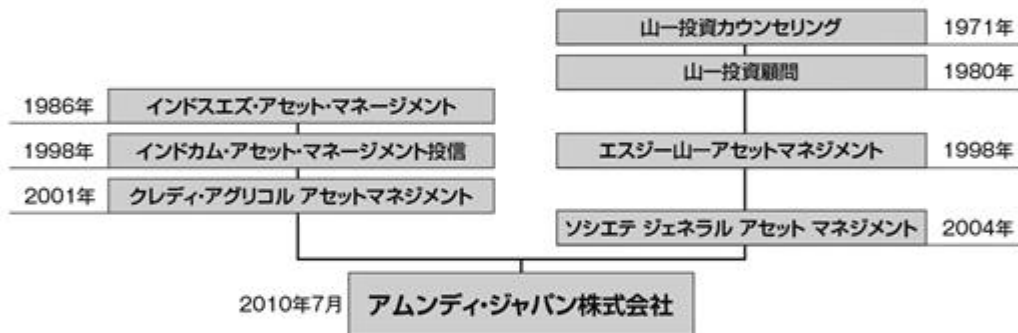 山一投資カウンセリング 1971年
山一投資顧問 1980年
1986年 インドスエズ・アセット・マネージメント
1998年 インドカム・アセット・マネージメント投信
エスジー山一アセットマネジメント 1998年
2001年 クレディ・アグリコル アセットマネジメント
ソシエテ ジェネラル アセット マネジメント 2004年
2010年7月 アムンディ・ジャパン株式会社